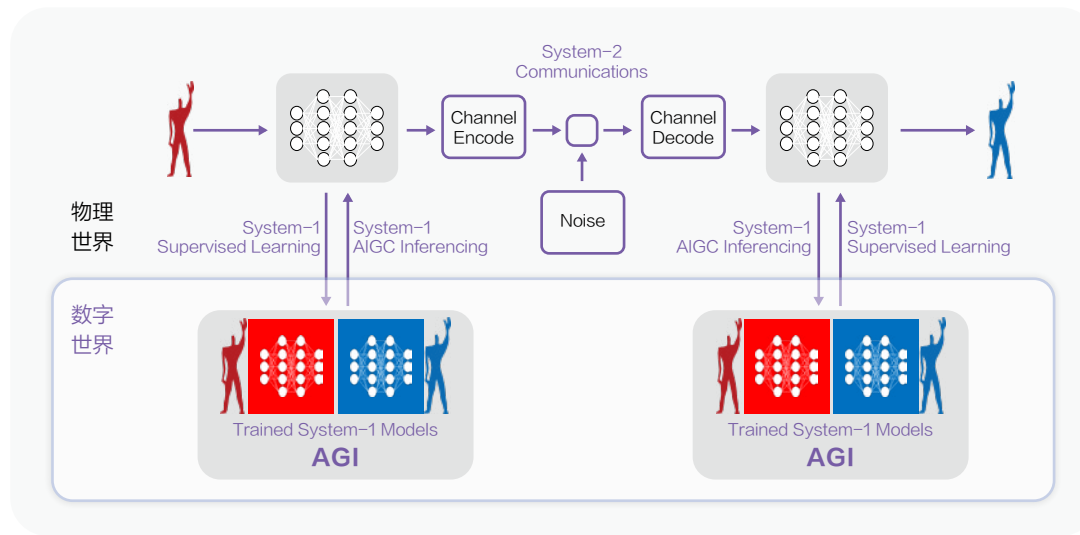 System-2
Communications
Channel
Encode
Channel
Decode
Noise
物理
世界
System-1
Supervised Learning
System-1
AIGC Inferencing
System-1
AIGC Inferencing
System-1
Supervised Learning
数字
世界
Trained System-1 Models
AGI
Trained System-1 Models
AGI